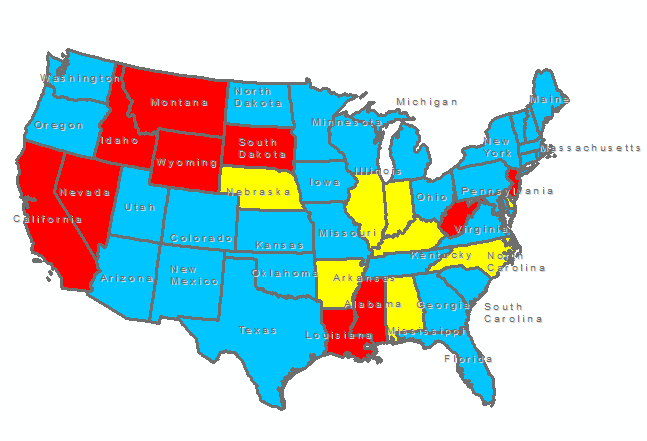 Washington
Montana
North
Dakota
Minnesota
Michigan
Maine
Oregon
Idaho
South
Dakota
Wyoming
New
York
Massachusetts
Nevada
Nebraska
Iowa
Illinois
Ohio
Pennsylvania
California
Utah
Colorado
Kansas
Missouri
Virginia
Kentucky
North
Carolina
Arizona
New
Mexico
Oklahoma
Arkansas
Texas
Louisiana
Alabama
Mississippi
Georgia
South
Carolina
Florida